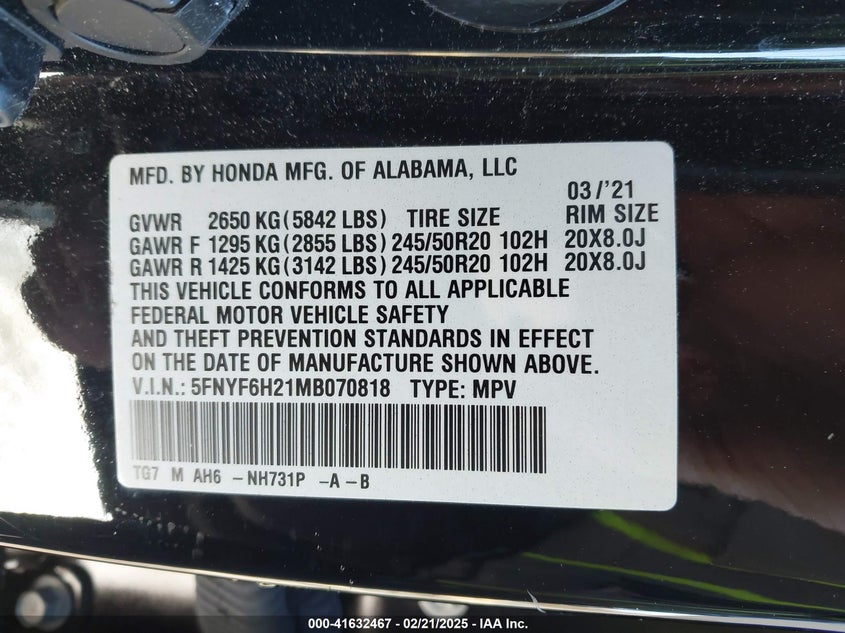 MFD. BY HONDA MFG. OF ALABAMA, LLC
03/'21
GVWR 2650 KG (5842 LBS) TIRE SIZE RIM SIZE
GAWR F 1295 KG (2855 LBS) 245/50R20 102H 20X8.0J
GAWR R 1425 KG (3142 LBS) 245/50R20 102H 20X8.0J
THIS VEHICLE CONFORMS TO ALL APPLICABLE
FEDERAL MOTOR VEHICLE SAFETY
AND THEFT PREVENTION STANDARDS IN EFFECT
ON THE DATE OF MANUFACTURE SHOWN ABOVE.
V.I.N.: 5FNYF6H21MB070818 TYPE: MPV
TG7 M AH6 - NH731P -A -B
000-41632467 - 02/21/2025 - IAA Inc.